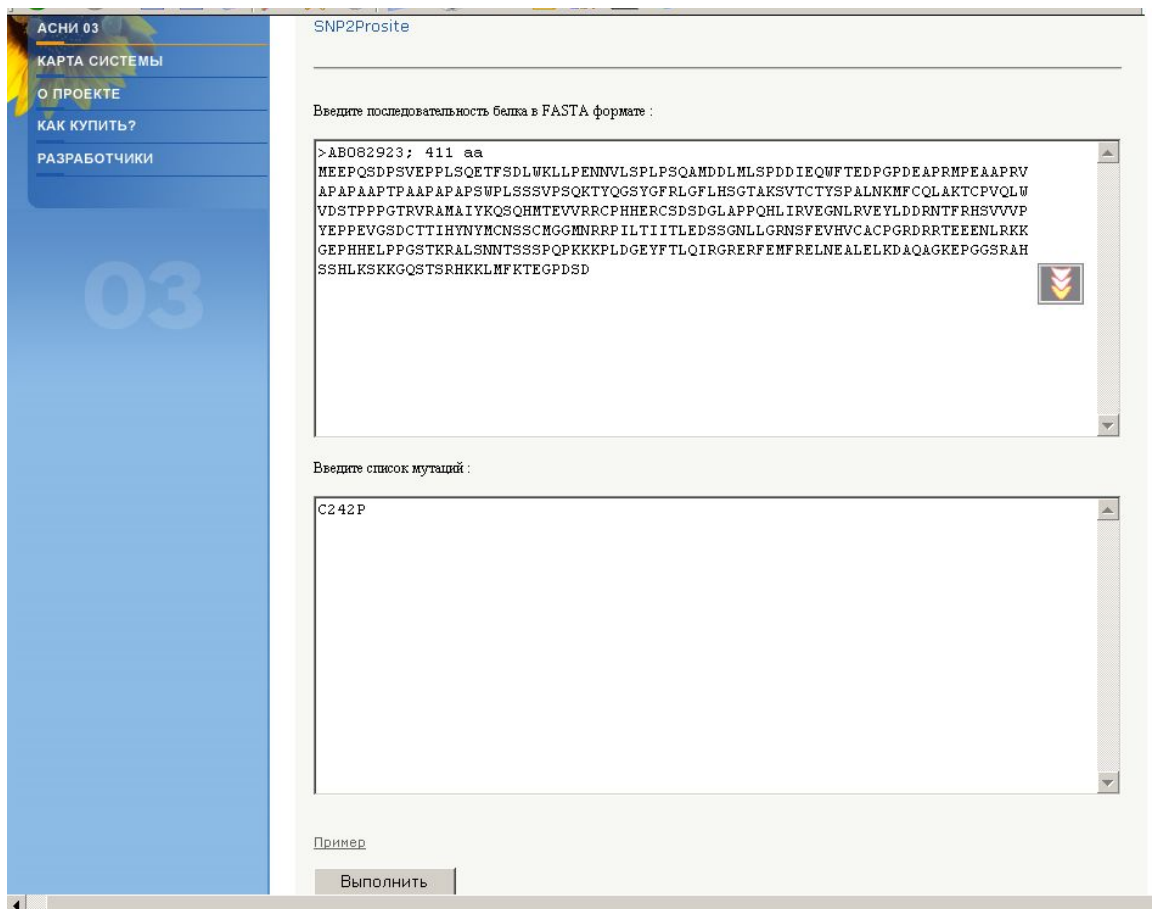 АСНИ 03
КАРТА СИСТЕМЫ
О ПРОЕКТЕ
КАК КУПИТЬ?
РАЗРАБОТЧИКИ
03
SNP2Prosite
Введите последовательность белка в FASTA формате :
>AB082923; 411 aa
MEEPQSDPSVEPPLSQETFSDLWKLLPENNVLSPLPSQAMDDLMLSPDDIEQWFTEDPGPDEAPRMPEAAPRV
APAPAAPTPAAPAPAPSWPLSSSVPSQKTYQGSYGFRLGFLHSGTAKSVTCTYSPALNKMFCQLAKTCPVQLW
VDSTPPPGTRVRAMAIYKQSQHMTEVVRRCPHHERCSDSDGLAPPQHLIRVEGNLRVEYLDDRNTFRHSVVVP
YEPPEVGSDCTTIHYNYMCNSSCMGGMNRRPILTIITLEDSSGNLLGRNSFEVHVCACPGRDRRTEEENLRKK
GEPHHELPPGSTKRALSNNTSSSPQPKKKPLDGEYFTLQIRGRERFEMFRELNEALELKDAQAGKEPGGSRAH
SSHLKSKKGQSTSRHKKLMFKTEGPDSD
Введите список мутаций :
C242P
Пример
Выполнить